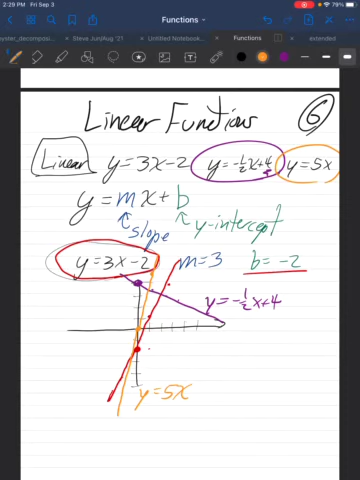 2:29 PM Fri Sep 3
79%
Functions
Steva Jun/Aug '21
Untitled Notebook...
Functions
extended
Linear Functions
6
Linear y=3x-2 y=-½x+4 y=5x
y=mx+b
slope y-intercept
y=3x-2 m=3 b=-2
y=-½x+4
y=5x